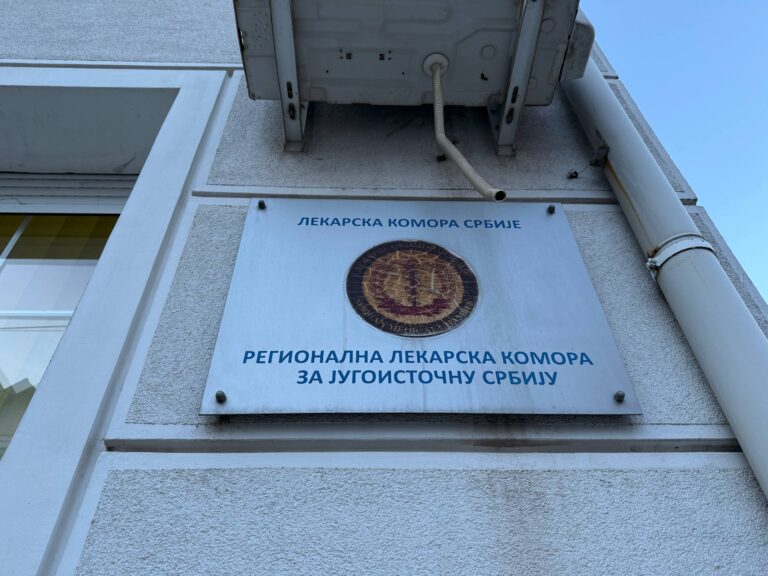 ЛЕКАРСКА КОМОРА СРБИЈЕ
РЕГИОНАЛНА ЛЕКАРСКА КОМОРА
ЗА ЈУГОИСТОЧНУ СРБИЈУ